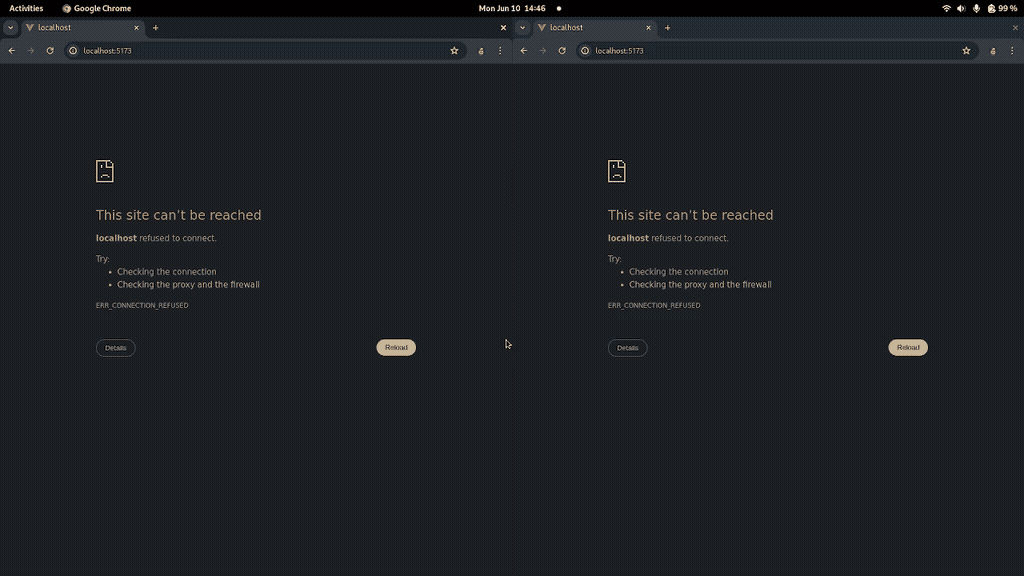 Activities Google Chrome Mon Jun 10 14:46 99 %
localhost
localhost:5173
This site can't be reached
localhost refused to connect.
Try:
• Checking the connection
• Checking the proxy and the firewall
ERR_CONNECTION_REFUSED
Details Reload
localhost
localhost:5173
This site can't be reached
localhost refused to connect.
Try:
• Checking the connection
• Checking the proxy and the firewall
ERR_CONNECTION_REFUSED
Details Reload